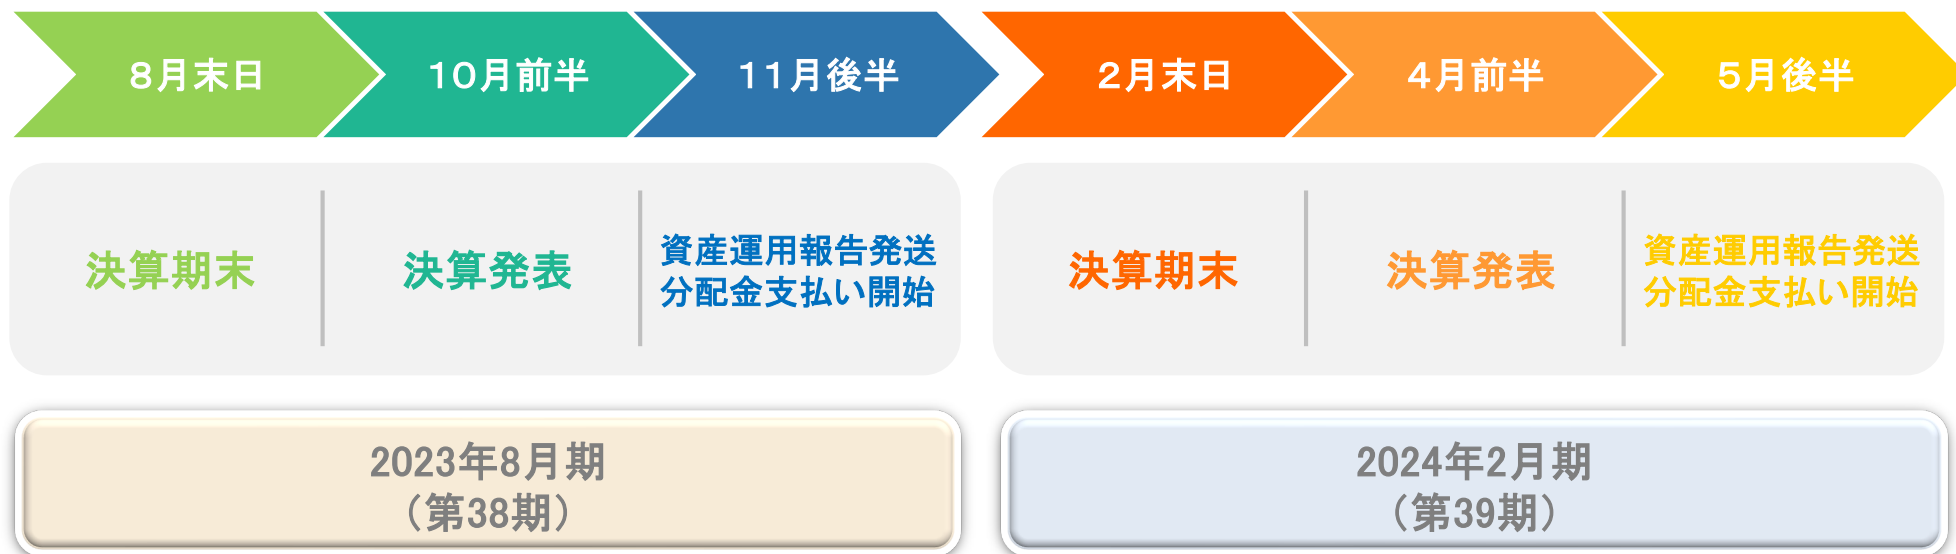 8月末日
10月前半
11月後半
2月末日
4月前半
5月後半
決算期末
決算発表
資産運用報告発送
分配金支払い開始
決算期末
決算発表
資産運用報告発送
分配金支払い開始
2023年8月期
（第38期）
2024年2月期
（第39期）